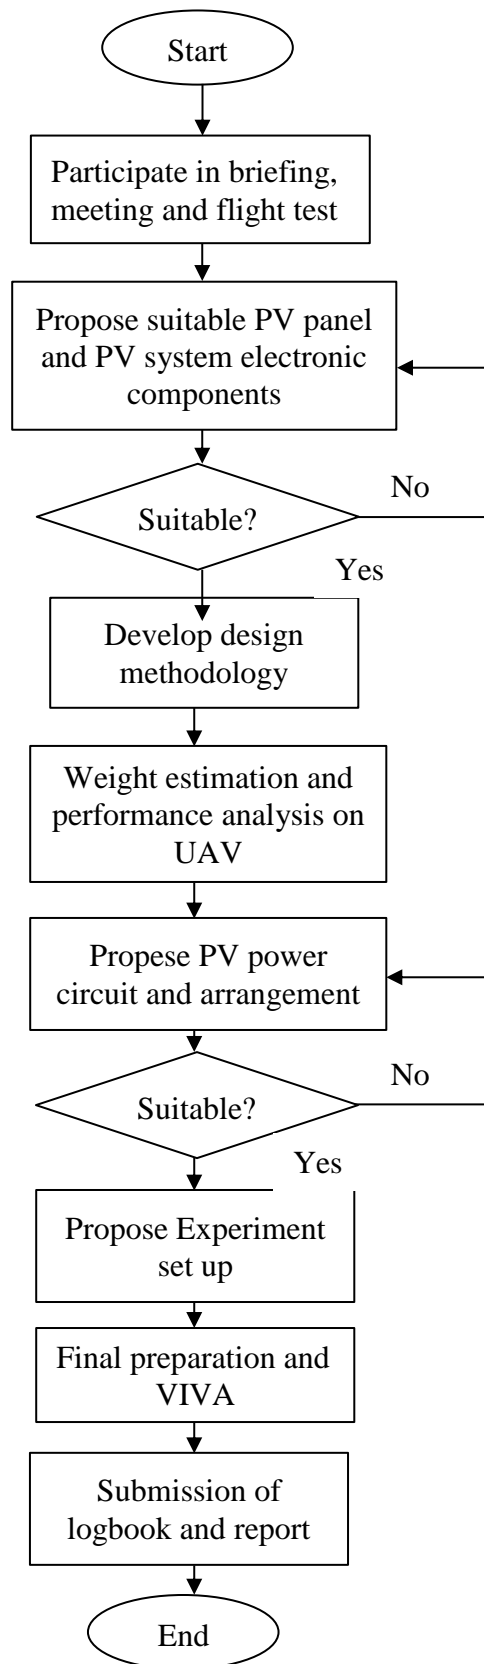 Start
Participate in briefing,
meeting and flight test
Propose suitable PV panel
and PV system electronic
components
Suitable?
No
Yes
Develop design
methodology
Weight estimation and
performance analysis on
UAV
Propese PV power
circuit and arrangement
Suitable?
No
Yes
Propose Experiment
set up
Final preparation and
VIVA
Submission of
logbook and report
End